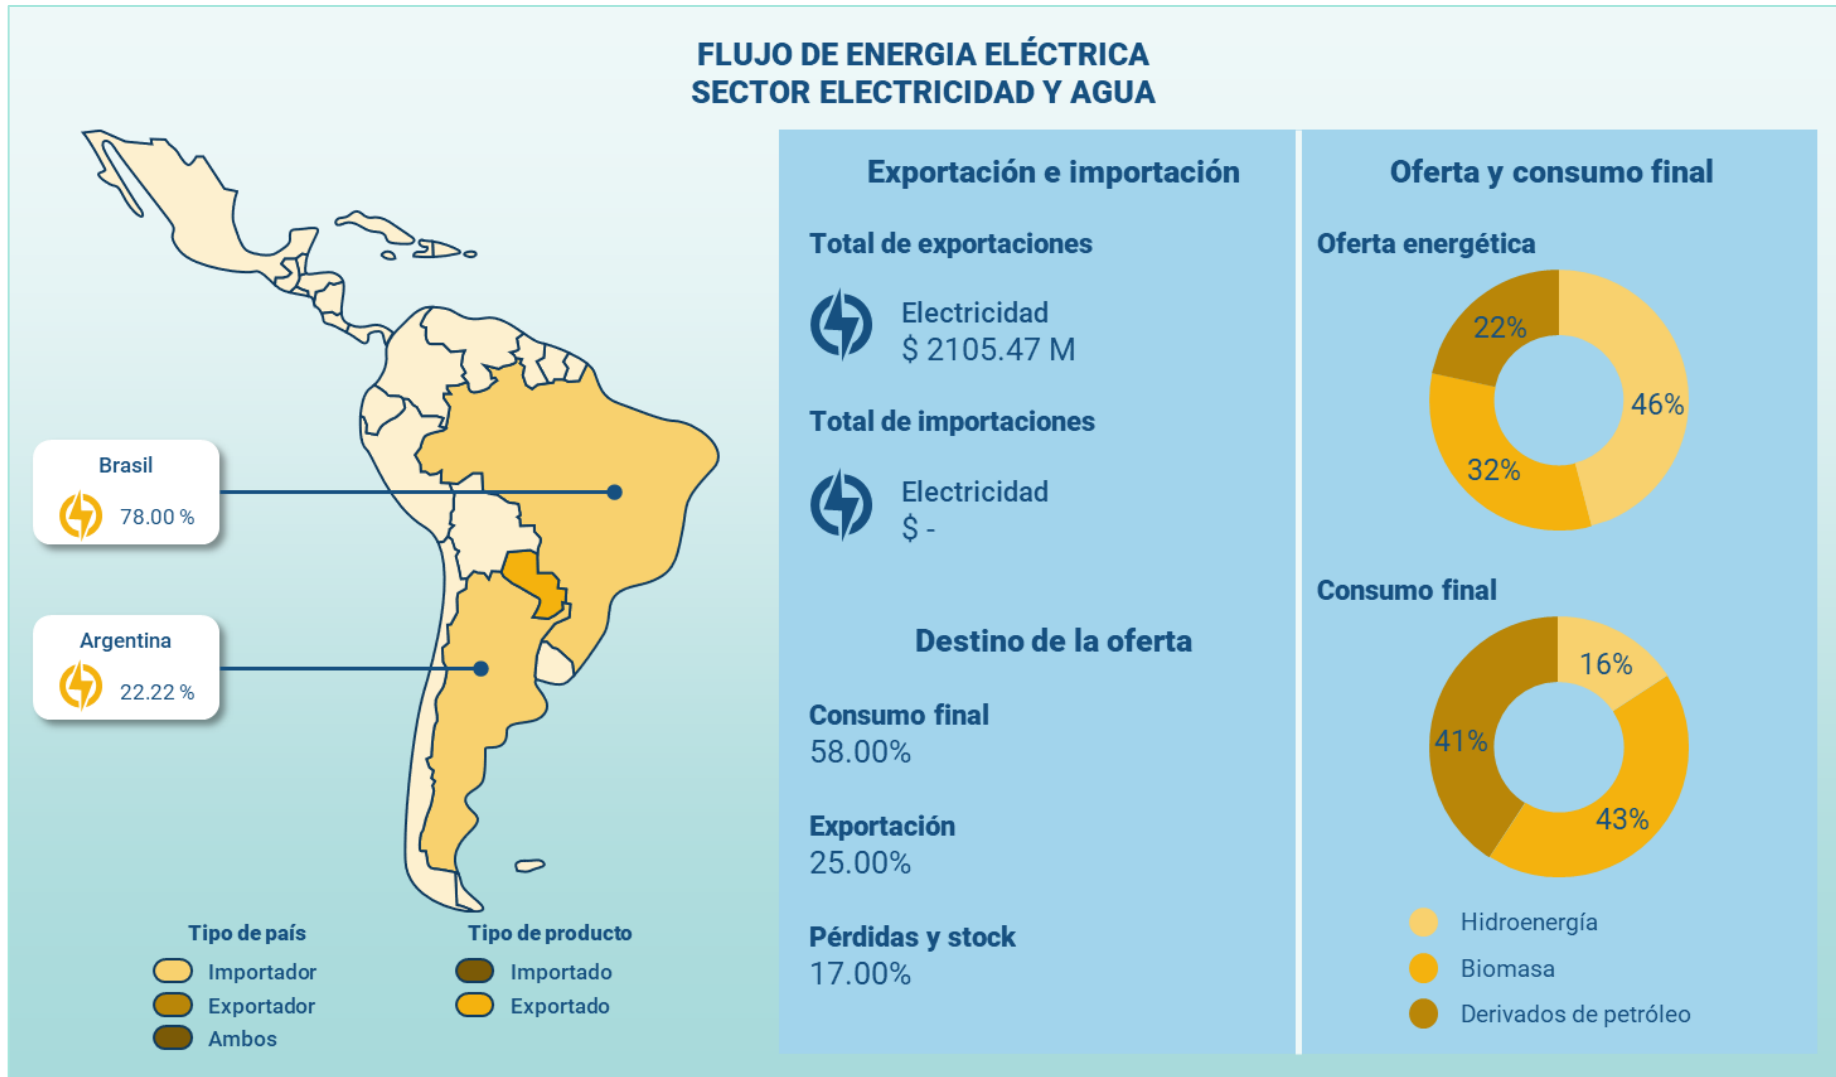 FLUJO DE ENERGIA ELÉCTRICA
SECTOR ELECTRICIDAD Y AGUA
Brasil
78.00 %
Argentina
22.22 %
Tipo de país
Importador
Exportador
Ambos
Tipo de producto
Importado
Exportado
Exportación e importación
Total de exportaciones
Electricidad
$ 2105.47 M
Total de importaciones
Electricidad
$ -
Destino de la oferta
Consumo final
58.00%
Exportación
25.00%
Pérdidas y stock
17.00%
Oferta y consumo final
Oferta energética
22%
46%
32%
Consumo final
16%
41%
43%
Hidroenergía
Biomasa
Derivados de petróleo